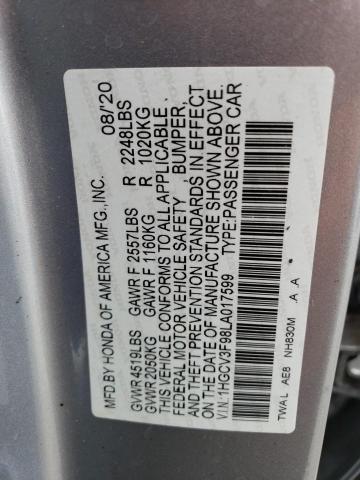 MFD BY HONDA OF AMERICA MFG.,INC. 08/'20
GVWR 4519LBS GAWR F 2557LBS R 2248LBS
GVWR 2050KG GAWR F 1160KG R 1020KG
THIS VEHICLE CONFORMS TO ALL APPLICABLE
FEDERAL MOTOR VEHICLE SAFETY , BUMPER,
AND THEFT PREVENTION STANDARDS IN EFFECT
ON THE DATE OF MANUFACTURE SHOWN ABOVE.
V.I.N.:1HGCV3F98LA017599 TYPE:PASSENGER CAR
TWAL AE8 NH830M A A